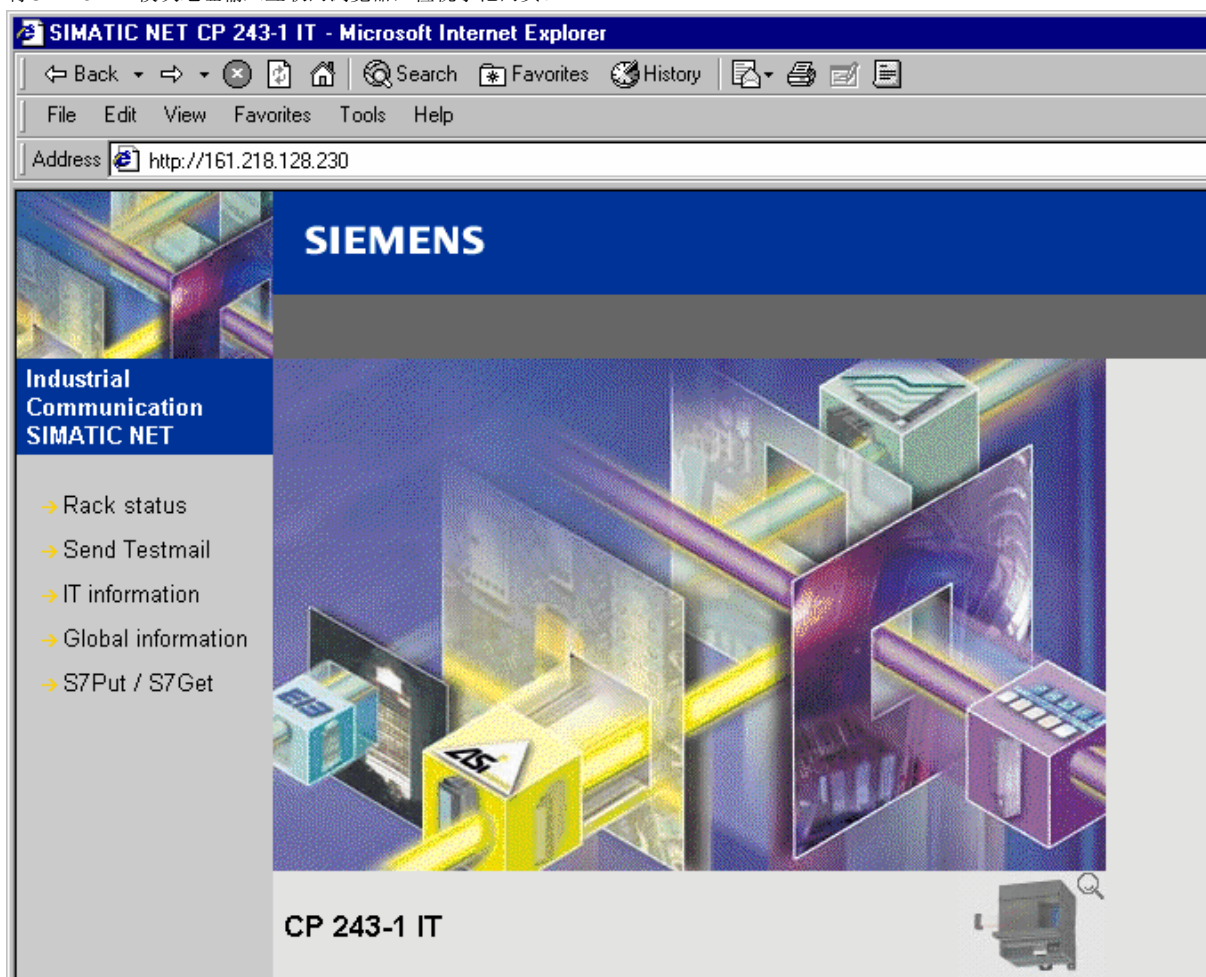 SIMATIC NET CP 243-1 IT - Microsoft Internet Explorer
Back Search Favorites History
File Edit View Favorites Tools Help
Address http://161.218.128.230
SIEMENS
Industrial
Communication
SIMATIC NET
Rack status
Send Testmail
IT information
Global information
S7Put / S7Get
EIB
ASi
CP 243-1 IT